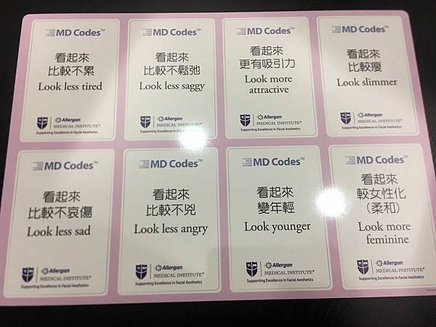 MD Codes™
看起來
比較不累
Look less tired
Allergan
MEDICAL INSTITUTE™
Supporting Excellence in Facial Aesthetics
MD Codes™
看起來
比較不鬆弛
Look less saggy
Allergan
MEDICAL INSTITUTE™
Supporting Excellence in Facial Aesthetics
MD Codes™
看起來
更有吸引力
Look more
attractive
Allergan
MEDICAL INSTITUTE™
Supporting Excellence in Facial Aesthetics
MD Codes™
看起來
比較瘦
Look slimmer
Allergan
MEDICAL INSTITUTE™
Supporting Excellence in Facial Aesthetics
MD Codes™
看起來
比較不哀傷
Look less sad
Allergan
MEDICAL INSTITUTE™
Supporting Excellence in Facial Aesthetics
MD Codes™
看起來
比較不兇
Look less angry
Allergan
MEDICAL INSTITUTE™
Supporting Excellence in Facial Aesthetics
MD Codes™
看起來
變年輕
Look younger
Allergan
MEDICAL INSTITUTE™
Supporting Excellence in Facial Aesthetics
MD Codes™
看起來
較女性化
（柔和）
Look more
feminine
Allergan
MEDICAL INSTITUTE™
Supporting Excellence in Facial Aesthetics